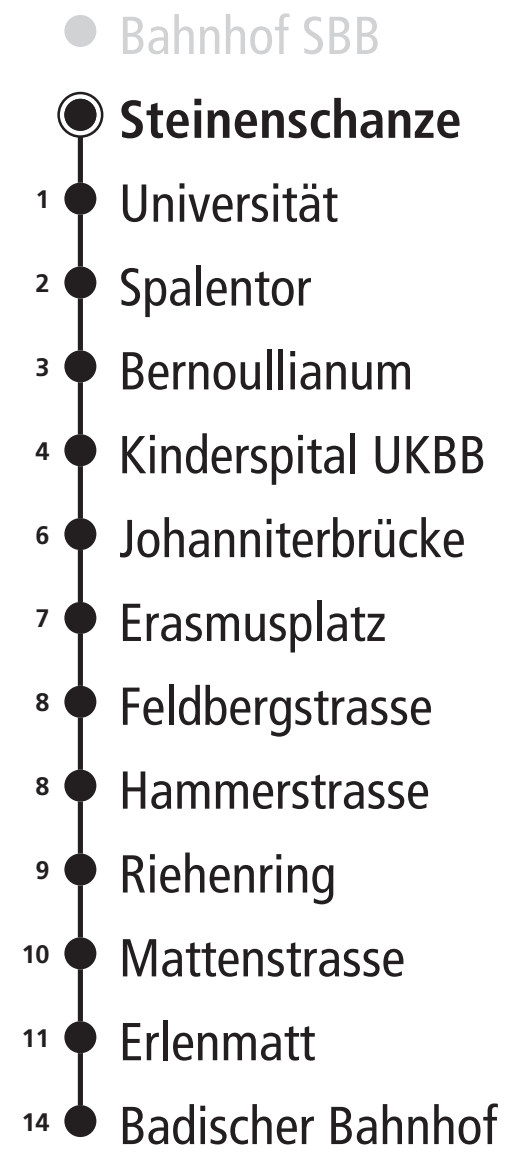 Bahnhof SBB
Steinenschanze
1 Universität
2 Spalentor
3 Bernoullianum
4 Kinderspital UKBB
6 Johanniterbrücke
7 Erasmusplatz
8 Feldbergstrasse
8 Hammerstrasse
9 Riehenring
10 Mattenstrasse
11 Erlenmatt
14 Badischer Bahnhof